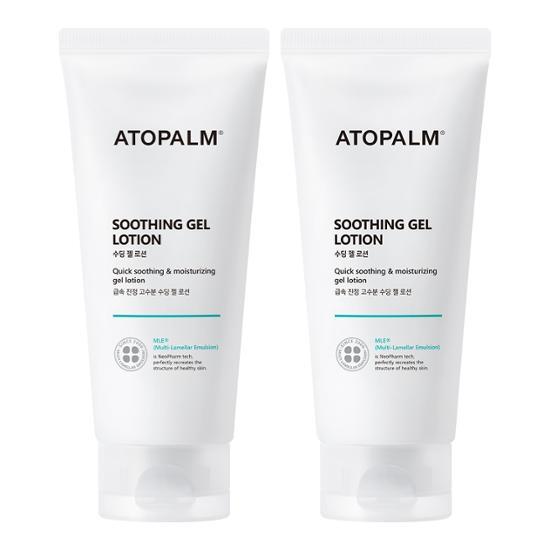 ATOPALM®
SOOTHING GEL
LOTION
수딩 젤 로션
Quick soothing & moisturizing
gel lotion
급속 진정 고수분 수딩 젤 로션
MLE®
(Multi-Lamellar Emulsion)
is NeoPharm tech,
perfectly recreates the
structure of healthy skin.
ATOPALM®
SOOTHING GEL
LOTION
수딩 젤 로션
Quick soothing & moisturizing
gel lotion
급속 진정 고수분 수딩 젤 로션
MLE®
(Multi-Lamellar Emulsion)
is NeoPharm tech,
perfectly recreates the
structure of healthy skin.